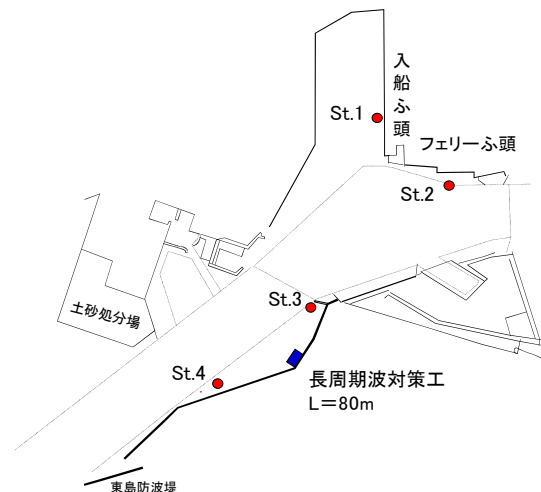 入船ふ頭
St.1
フェリーふ頭
St.2
St.3
土砂処分場
St.4
長周期波対策工
L=80m
東島防波堤